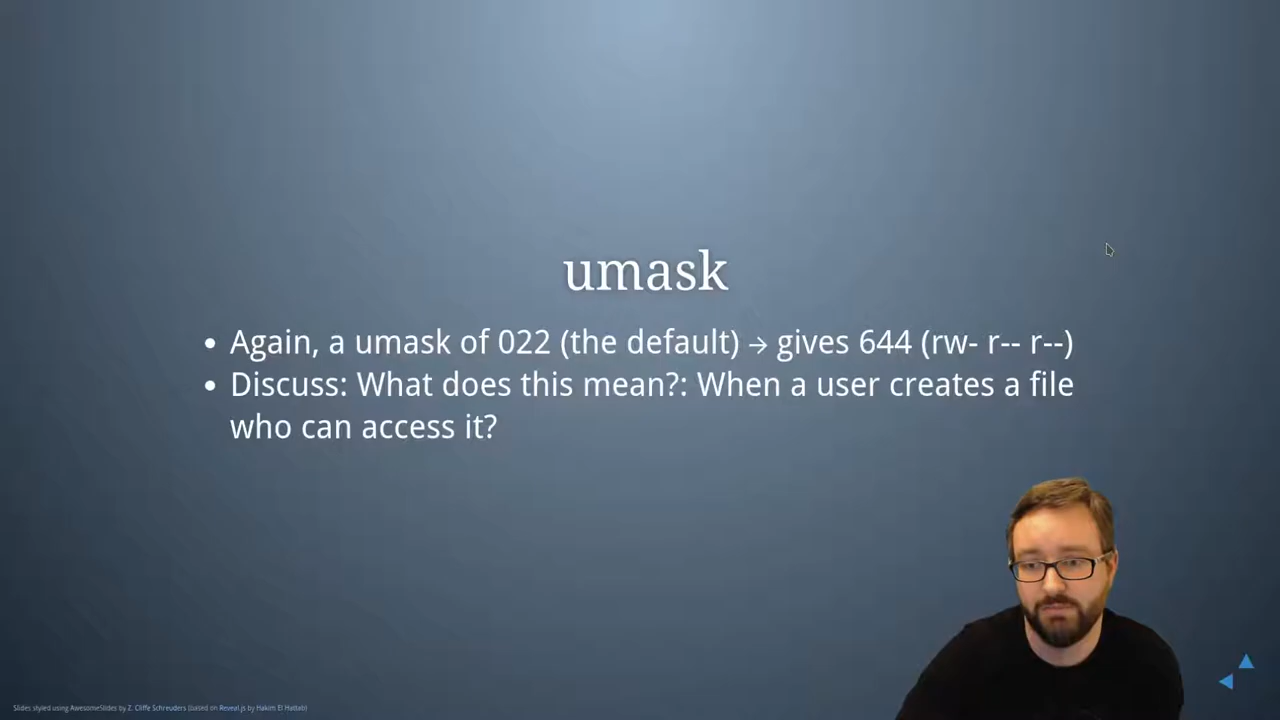 umask
Again, a umask of 022 (the default) → gives 644 (rw- r-- r--)
Discuss: What does this mean?: When a user creates a file
who can access it?
Slides styled using AwesomeSlides by Z. Cliffe Schreuders (based on Reveal.js by Hakim El Hattab)